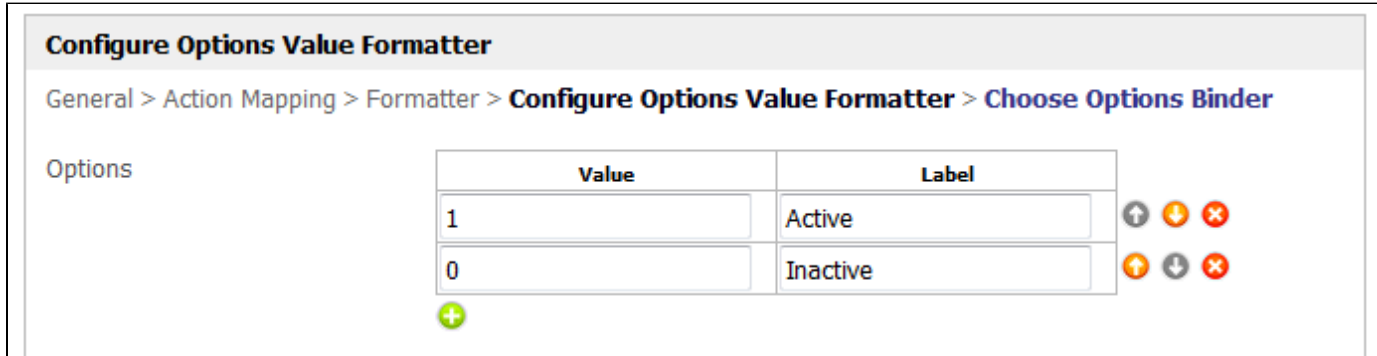 Configure Options Value Formatter
General > Action Mapping > Formatter > Configure Options Value Formatter > Choose Options Binder
Options
Value Label
1 Active
0 Inactive